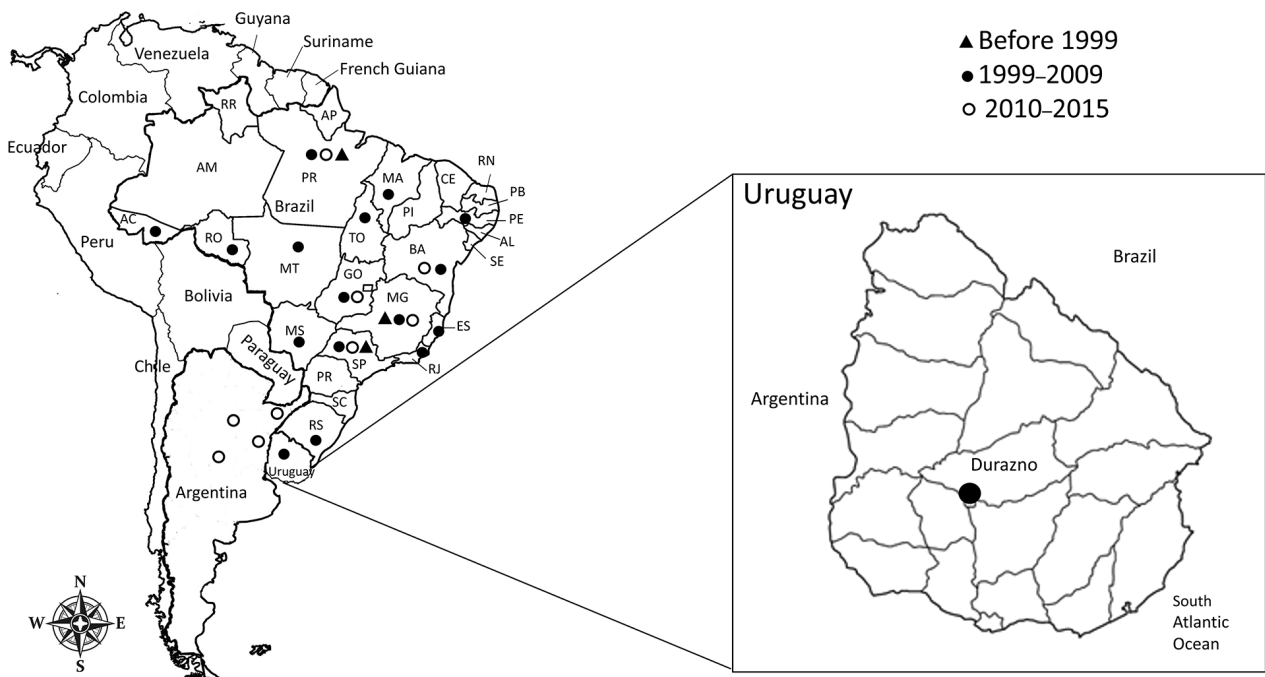 Guyana
Suriname
French Guiana
Venezuela
Colombia
Ecuador
RR
AP
AM
PR
MA
CE
RN
PB
PE
AL
SE
PI
Brazil
AC
RO
Peru
TO
BA
MT
GO
Bolivia
MG
MS
ES
Paraguay
SP
RJ
Chile
PR
SC
RS
Uruguay
Argentina
N
W
E
S
Before 1999
1999–2009
2010–2015
Uruguay
Brazil
Argentina
Durazno
South
Atlantic
Ocean